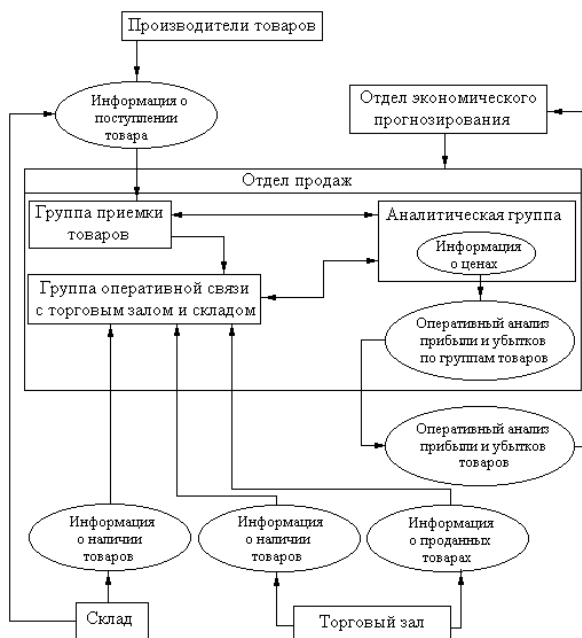 Производители товаров
Информация о
поступлении
товара
Отдел экономического
прогнозирования
Отдел продаж
Группа приемки
товаров
Аналитическая группа
Информация
о ценах
Группа оперативной связи
с торговым залом и складом
Оперативный анализ
прибыли и убытков
по группам товаров
Оперативный анализ
прибыли и убытков
товаров
Информация
о наличии
товаров
Информация
о наличии
товаров
Информация
о проданных
товарах
Склад
Торговый зал